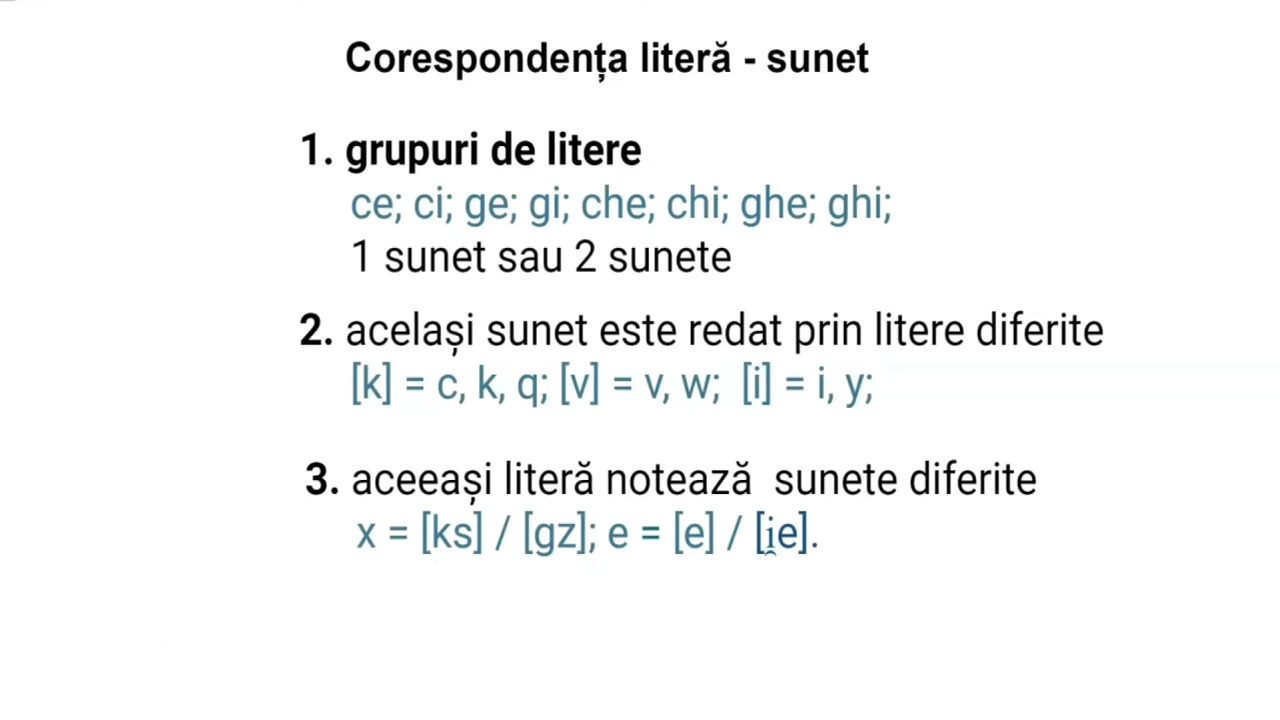 Corespondența literă - sunet
1. grupuri de litere
ce; ci; ge; gi; che; chi; ghe; ghi;
1 sunet sau 2 sunete
2. același sunet este redat prin litere diferite
[k] = c, k, q; [v] = v, w; [i] = i, y;
3. aceeași literă notează sunete diferite
x = [ks] / [gz]; e = [e] / [i̯e].